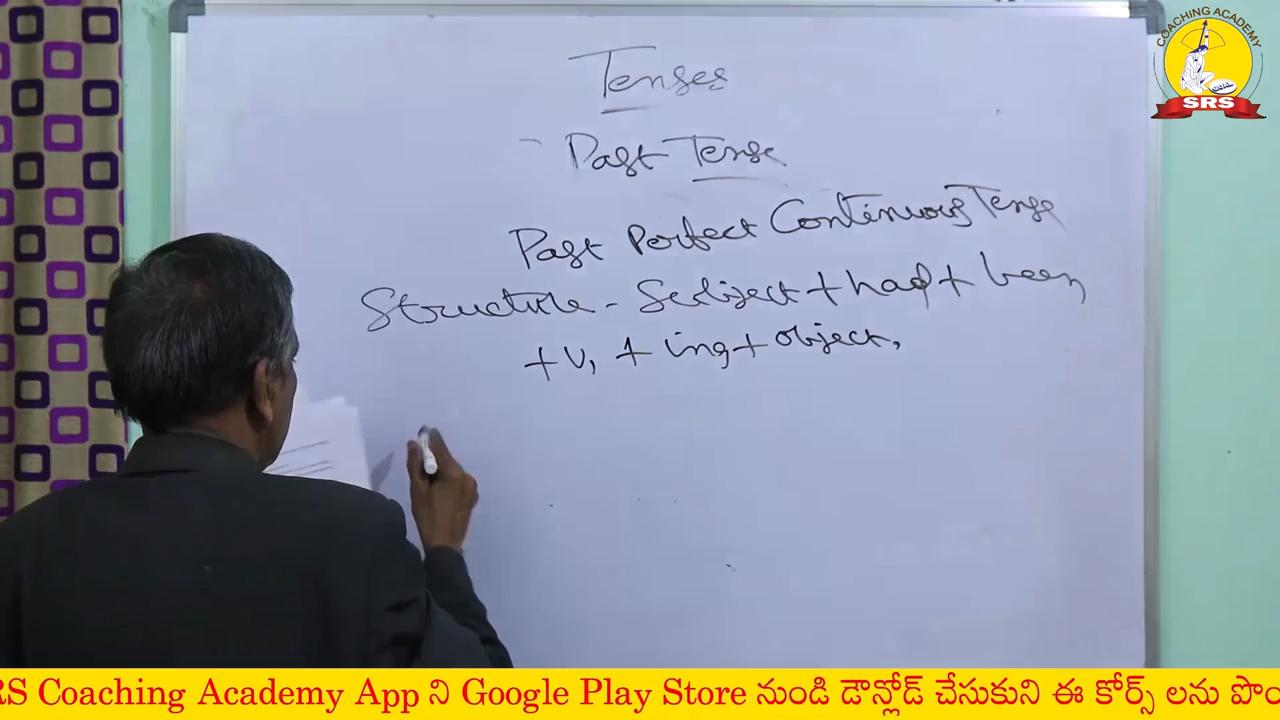 COACHING ACADEMY
SRS
Tenses
Past Tense
Past Perfect Continuous Tense
Structure - Subject + had + been
+ V1 + ing + object,
RS Coaching Academy App ని Google Play Store నుండి డౌన్లోడ్ చేసుకుని ఈ కోర్స్ లను పొం